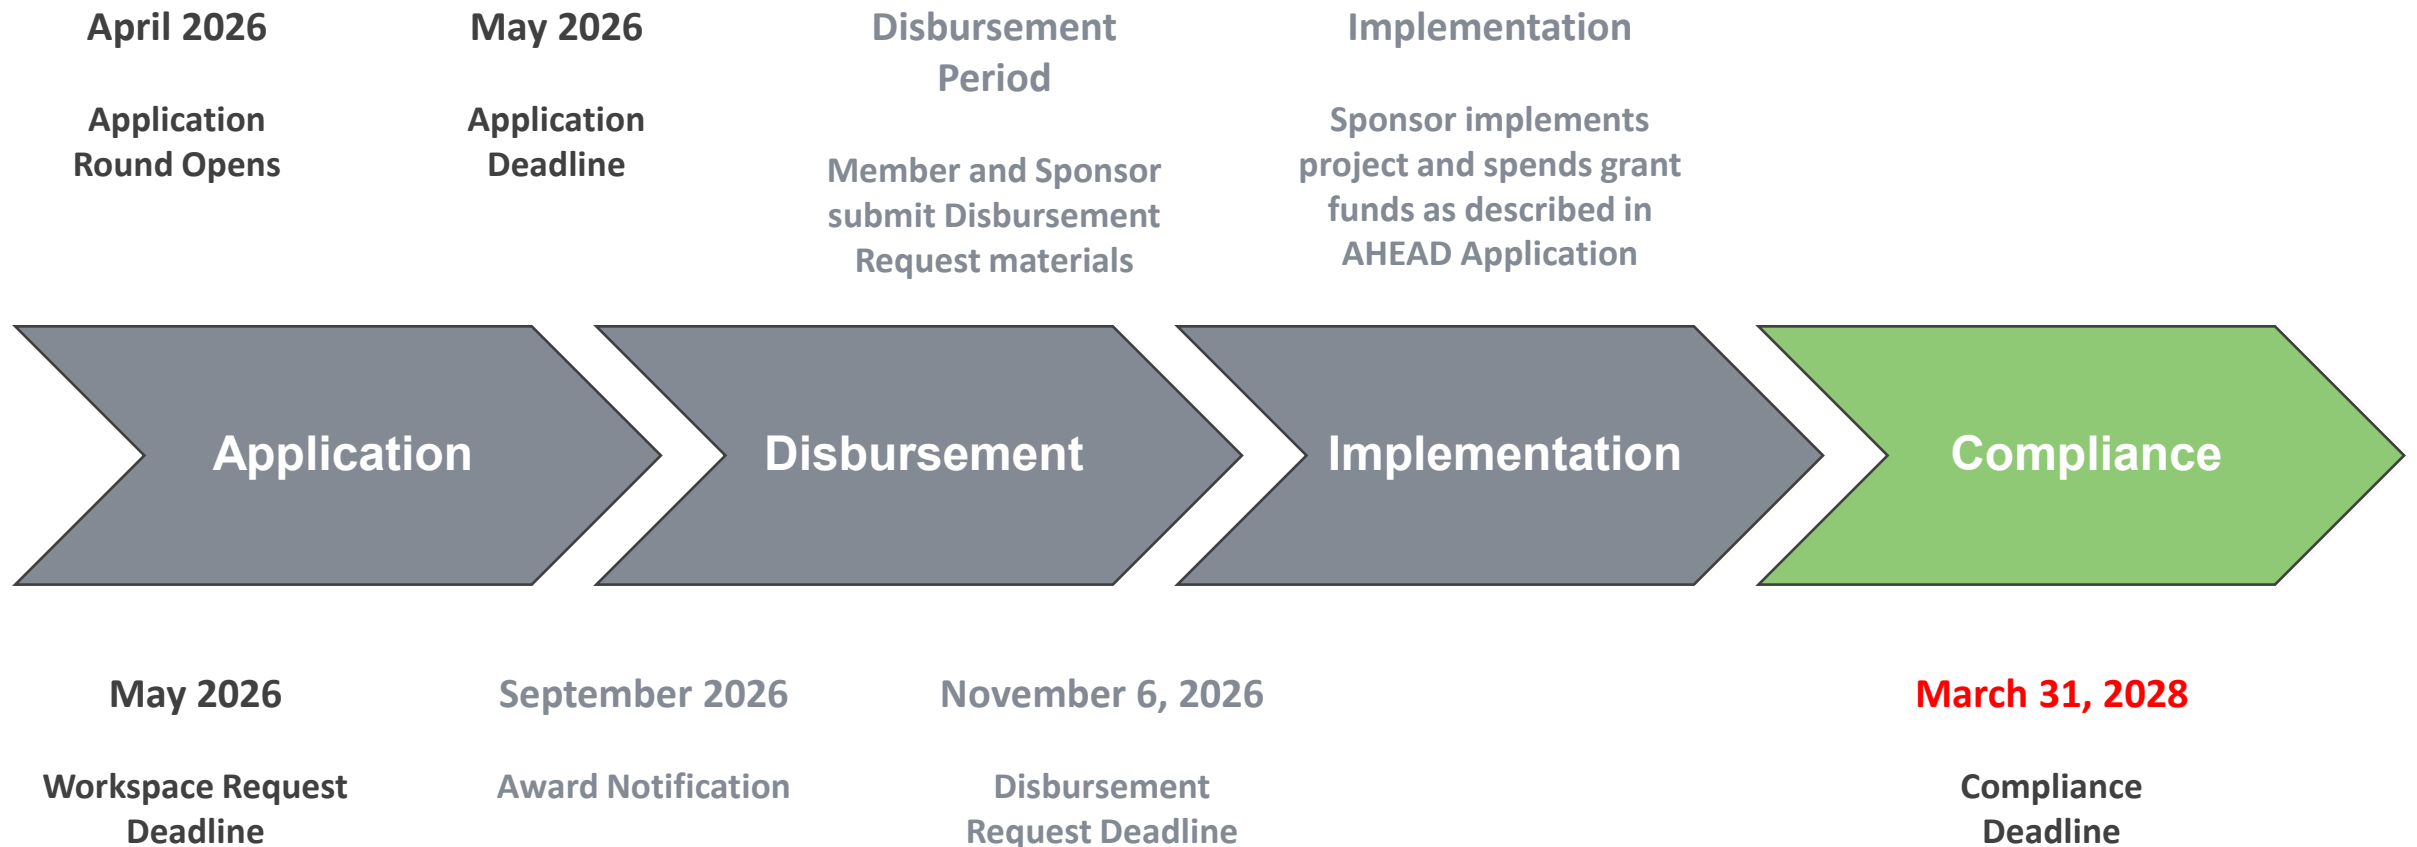 April 2026
Application
Round Opens
May 2026
Application
Deadline
Disbursement
Period
Member and Sponsor
submit Disbursement
Request materials
Implementation
Sponsor implements
project and spends grant
funds as described in
AHEAD Application
Application
Disbursement
Implementation
Compliance
May 2026
Workspace Request
Deadline
September 2026
Award Notification
November 6, 2026
Disbursement
Request Deadline
March 31, 2028
Compliance
Deadline